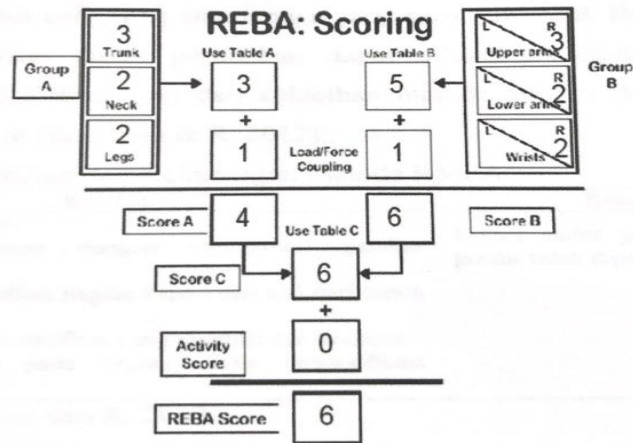 REBA: Scoring
Group A
3
Trunk
2
Neck
2
Legs
Use Table A
3
+
1
Load/Force
Coupling
Use Table B
5
+
1
L R
Upper arm 3
L R
Lower arm 2
L R
Wrists 2
Group B
Score A
4
Use Table C
6
Score B
Score C
6
+
Activity Score
0
REBA Score
6